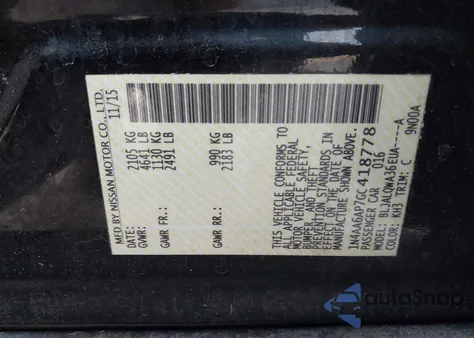 MFD BY NISSAN MOTOR CO., LTD.
11/15
GVWR: 2105 KG
4641 LB
GAWR FR: 1130 KG
2491 LB
GAWR RR: 990 KG
2183 LB
THIS VEHICLE CONFORMS TO
ALL APPLICABLE FEDERAL
MOTOR VEHICLE SAFETY,
BUMPER, AND THEFT
PREVENTION STANDARDS IN
EFFECT ON THE DATE OF
MANUFACTURE SHOWN ABOVE.
1N4AA6AP7GC418778
PASSENGER CAR 016
MODEL: BLJALOWA36EUA----A
COLOR: KH3 TRIM: C 9N00A
autoSnap